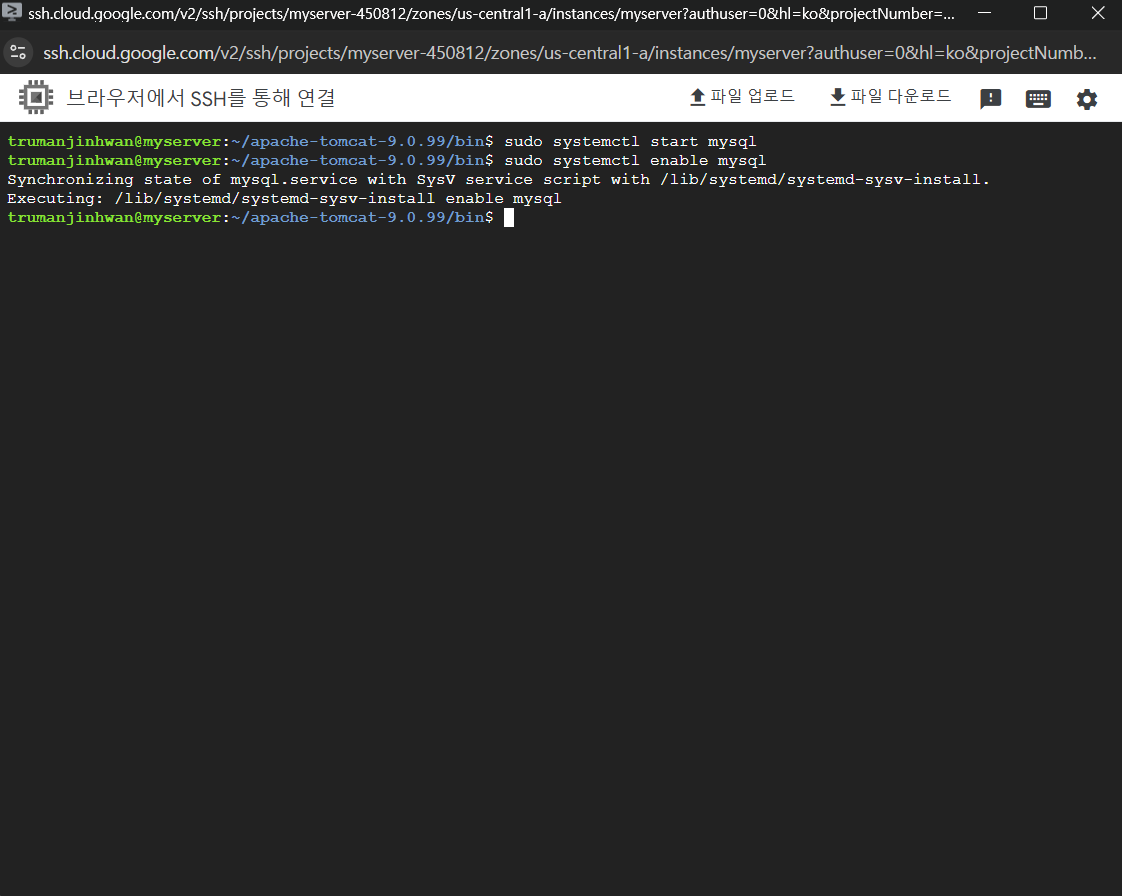 ssh.cloud.google.com/v2/ssh/projects/myserver-450812/zones/us-central1-a/instances/myserver?authuser=0&hl=ko&projectNumber=...
ssh.cloud.google.com/v2/ssh/projects/myserver-450812/zones/us-central1-a/instances/myserver?authuser=0&hl=ko&projectNumb...
브라우저에서 SSH를 통해 연결 파일 업로드 파일 다운로드
trumanjinhwan@myserver:~/apache-tomcat-9.0.99/bin$ sudo systemctl start mysql
trumanjinhwan@myserver:~/apache-tomcat-9.0.99/bin$ sudo systemctl enable mysql
Synchronizing state of mysql.service with SysV service script with /lib/systemd/systemd-sysv-install.
Executing: /lib/systemd/systemd-sysv-install enable mysql
trumanjinhwan@myserver:~/apache-tomcat-9.0.99/bin$